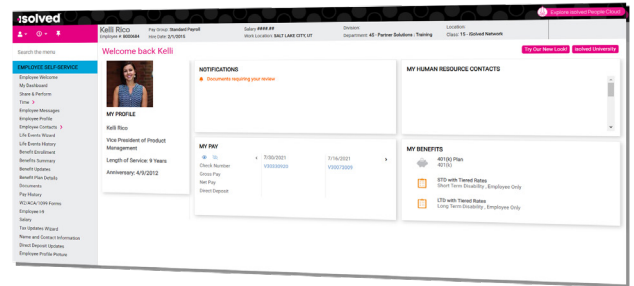 isolved
Explore isolved People Cloud
Kelli Rico
Employee #: 0000684
Pay Group: Standard Payroll
Hire Date: 2/1/2015
Salary ####.##
Work Location: SALT LAKE CITY, UT
Division:
Department: 45 - Partner Solutions : Training
Location:
Class: 15 - iSolved Network
Search the menu
Welcome back Kelli
Try Our New Look!
isolved University
EMPLOYEE SELF-SERVICE
Employee Welcome
My Dashboard
Share & Perform
Time >
Employee Messages
Employee Profile
Employee Contacts >
Life Events Wizard
Life Events History
Benefit Enrollment
Benefits Summary
Benefit Updates
Benefit Plan Details
Documents
Pay History
W2/ACA/1099 Forms
Employee I-9
Salary
Tax Updates Wizard
Name and Contact Information
Direct Deposit Updates
Employee Profile Picture
MY PROFILE
Kelli Rico
Vice President of Product
Management
Length of Service: 9 Years
Anniversary: 4/9/2012
NOTIFICATIONS
Documents requiring your review
MY HUMAN RESOURCE CONTACTS
MY PAY
7/30/2021
7/16/2021
Check Number
Gross Pay
Net Pay
Direct Deposit
MY BENEFITS
401(k) Plan
401(k)
STD with Tiered Rates
Short Term Disability , Employee Only
LTD with Tiered Rates
Long Term Disability , Employee Only